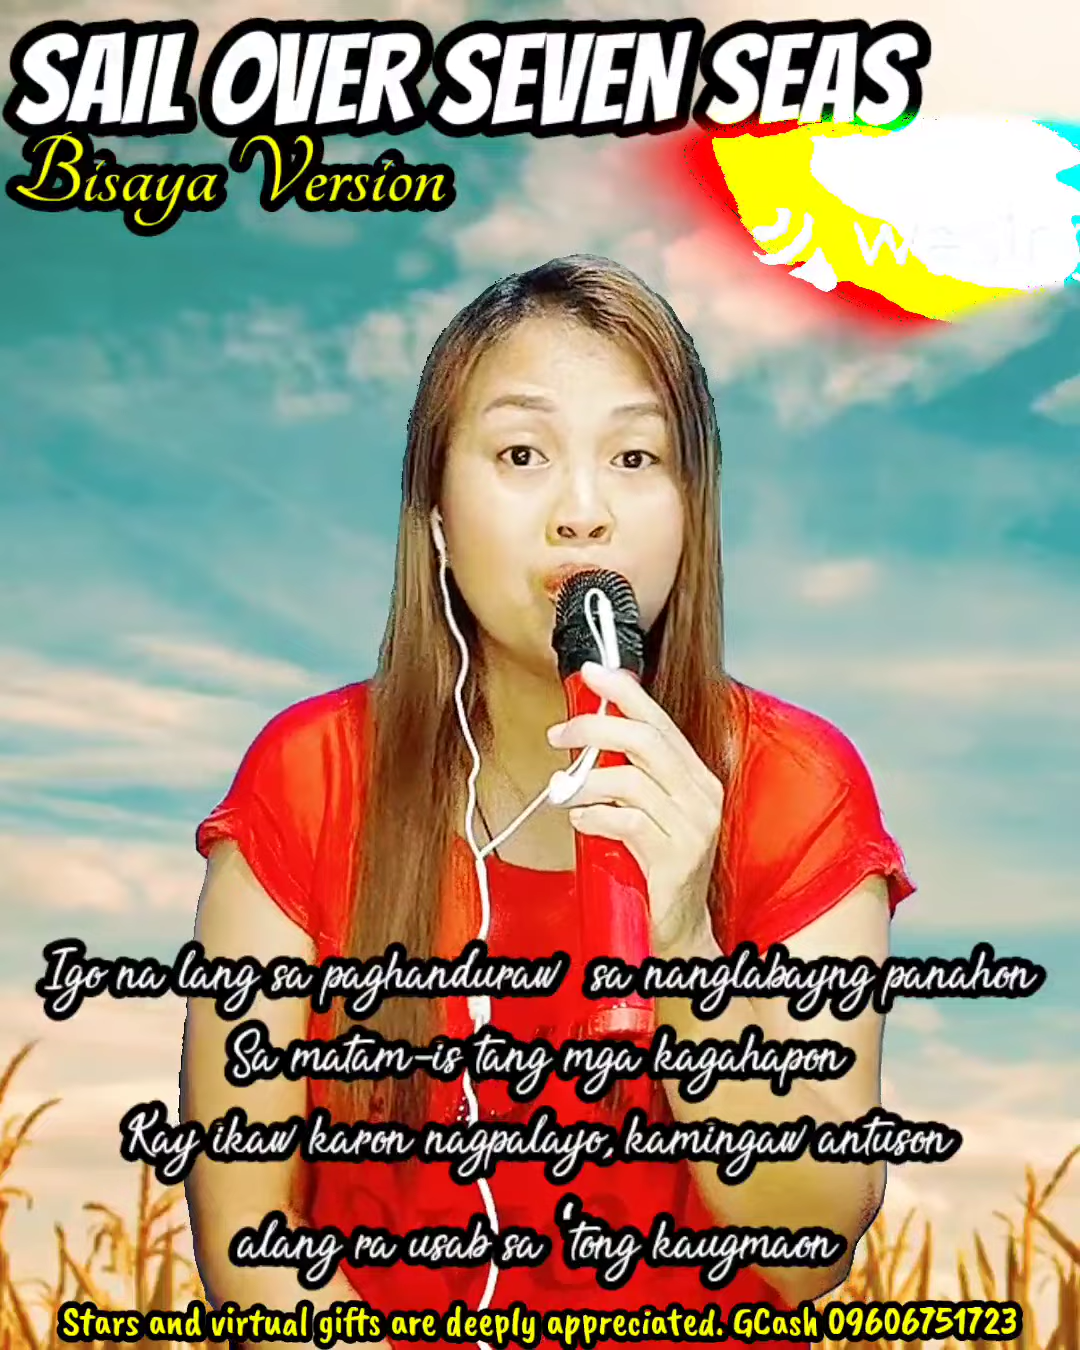 SAIL OVER SEVEN SEAS
Bisaya Version
wesing
Igo na lang sa paghanduraw sa nanglabayng panahon
Sa matam-is tang mga kagahapon
Kay ikaw karon nagpalayo, kamingaw antuson
alang ra usab sa 'tong kaugmaon
Stars and virtual gifts are deeply appreciated. GCash 09606751723